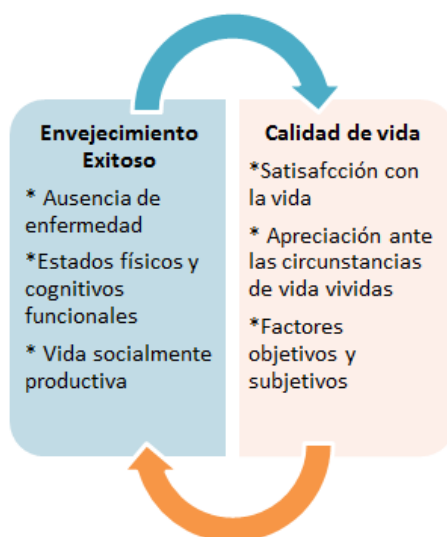 Envejecimiento
Exitoso
* Ausencia de
enfermedad
*Estados físicos y
cognitivos
funcionales
* Vida socialmente
productiva
Calidad de vida
*Satisafcción con
la vida
* Apreciación ante
las circunstancias
de vida vividas
*Factores
objetivos y
subjetivos